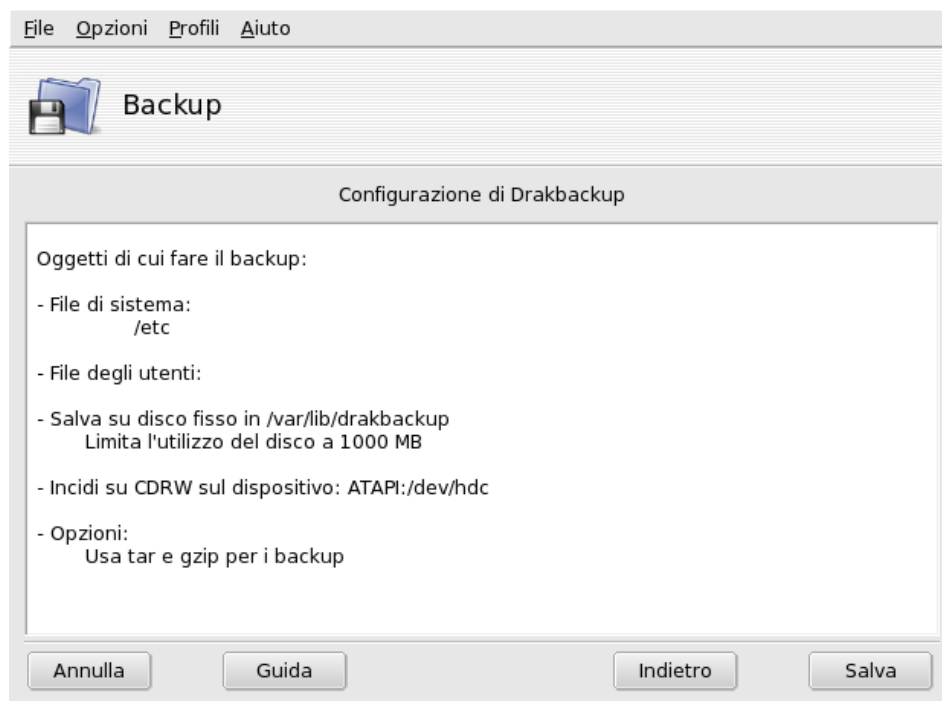 File Opzioni Profili Aiuto
Backup
Configurazione di Drakbackup
Oggetti di cui fare il backup:
- File di sistema:
/etc
- File degli utenti:
- Salva su disco fisso in /var/lib/drakbackup
Limita l'utilizzo del disco a 1000 MB
- Incidi su CDRW sul dispositivo: ATAPI:/dev/hdc
- Opzioni:
Usa tar e gzip per i backup
Annulla Guida Indietro Salva